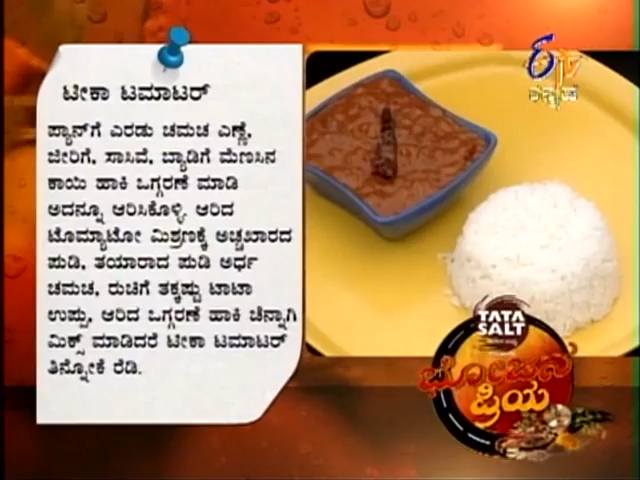 ಟೀಕಾ ಟಮಾಟರ್
ಪ್ಯಾನ್‌ಗೆ ಎರಡು ಚಮಚ ಎಣ್ಣೆ,
ಜೀರಿಗೆ, ಸಾಸಿವೆ, ಬ್ಯಾಡಿಗೆ ಮೆಣಸಿನ
ಕಾಯಿ ಹಾಕಿ ಒಗ್ಗರಣೆ ಮಾಡಿ
ಅದನ್ನೂ ಆರಿಸಿಕೊಳ್ಳಿ. ಆರಿದ
ಟೊಮ್ಯಾಟೋ ಮಿಶ್ರಣಕ್ಕೆ ಅಚ್ಚಖಾರದ
ಪುಡಿ, ತಯಾರಾದ ಪುಡಿ ಅರ್ಧ
ಚಮಚ, ರುಚಿಗೆ ತಕ್ಕಷ್ಟು ಟಾಟಾ
ಉಪ್ಪು, ಆರಿದ ಒಗ್ಗರಣೆ ಹಾಕಿ ಚೆನ್ನಾಗಿ
ಮಿಕ್ಸ್ ಮಾಡಿದರೆ ಟೀಕಾ ಟಮಾಟರ್
ತಿನ್ನೋಕೆ ರೆಡಿ.
TATA
SALT
ಭೋಜನ
ಪ್ರಿಯ